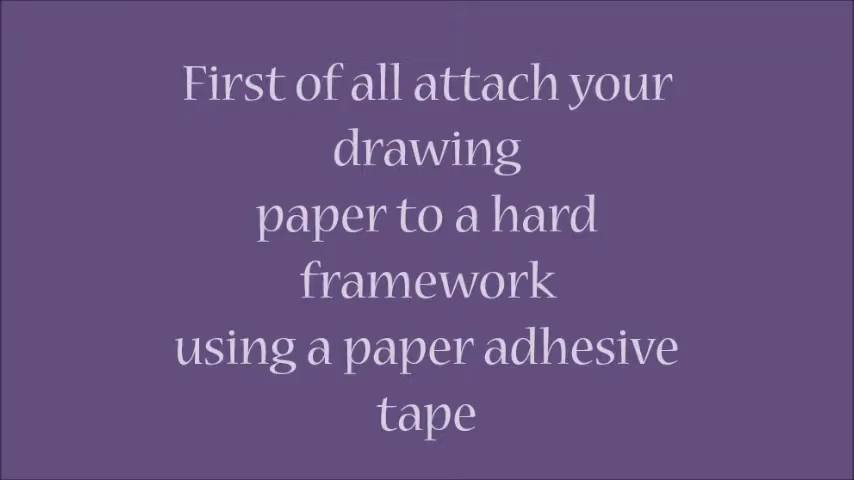 First of all attach your
drawing
paper to a hard
framework
using a paper adhesive
tape